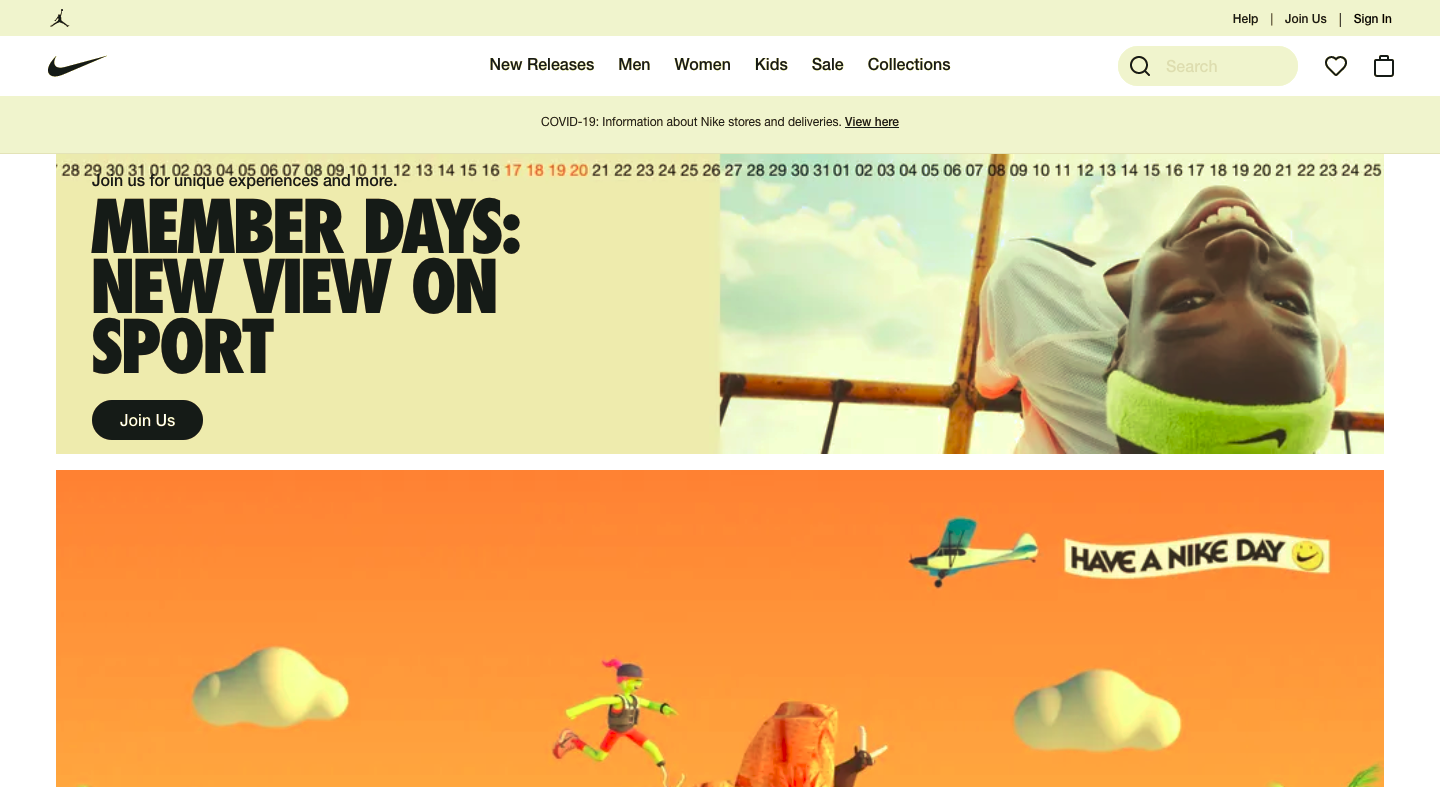 Help | Join Us | Sign In
New Releases Men Women Kids Sale Collections
Search
COVID-19: Information about Nike stores and deliveries. View here
28 29 30 31 01 02 03 04 05 06 07 08 09 10 11 12 13 14 15 16 17 18 19 20 21 22 23 24 25 26 27 28 29 30 31 01 02 03 04 05 06 07 08 09 10 11 12 13 14 15 16 17 18 19 20 21 22 23 24 25
Join us for unique experiences and more.
MEMBER DAYS:
NEW VIEW ON
SPORT
Join Us
HAVE A NIKE DAY